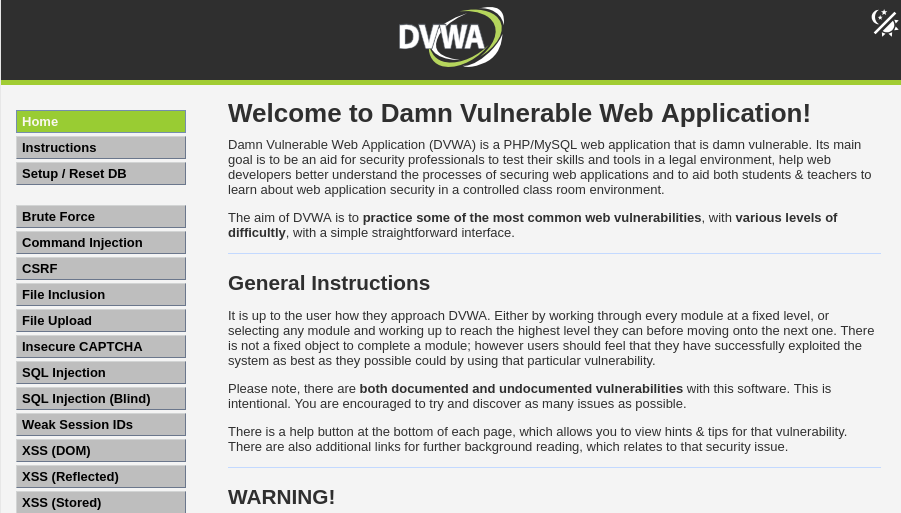 DVWA
Home
Instructions
Setup / Reset DB
Brute Force
Command Injection
CSRF
File Inclusion
File Upload
Insecure CAPTCHA
SQL Injection
SQL Injection (Blind)
Weak Session IDs
XSS (DOM)
XSS (Reflected)
XSS (Stored)
Welcome to Damn Vulnerable Web Application!
Damn Vulnerable Web Application (DVWA) is a PHP/MySQL web application that is damn vulnerable. Its main
goal is to be an aid for security professionals to test their skills and tools in a legal environment, help web
developers better understand the processes of securing web applications and to aid both students & teachers to
learn about web application security in a controlled class room environment.
The aim of DVWA is to practice some of the most common web vulnerabilities, with various levels of
difficultly, with a simple straightforward interface.
General Instructions
It is up to the user how they approach DVWA. Either by working through every module at a fixed level, or
selecting any module and working up to reach the highest level they can before moving onto the next one. There
is not a fixed object to complete a module; however users should feel that they have successfully exploited the
system as best as they possible could by using that particular vulnerability.
Please note, there are both documented and undocumented vulnerabilities with this software. This is
intentional. You are encouraged to try and discover as many issues as possible.
There is a help button at the bottom of each page, which allows you to view hints & tips for that vulnerability.
There are also additional links for further background reading, which relates to that security issue.
WARNING!